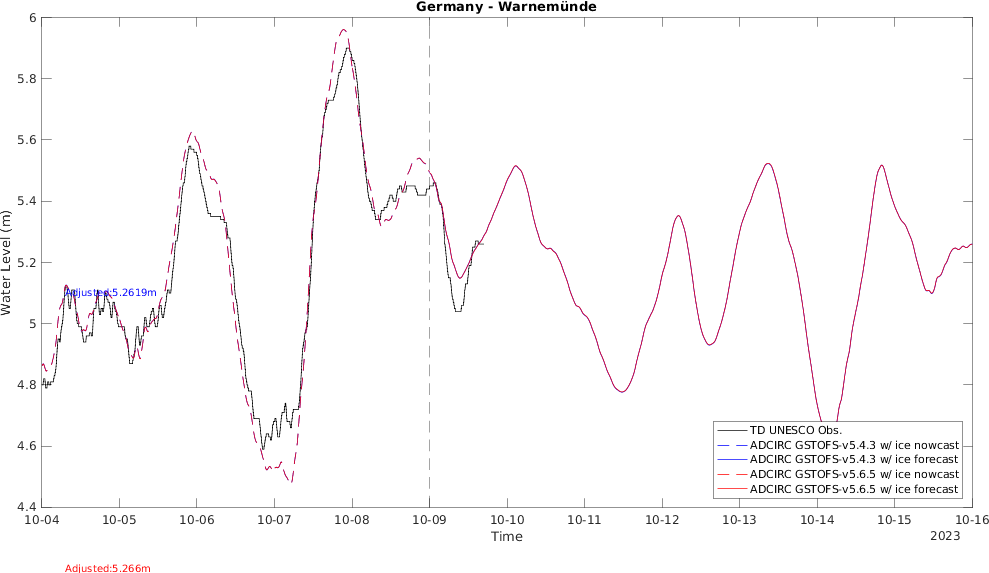 Germany - Warnemünde
6
5.8
5.6
5.4
5.2
5
4.8
4.6
4.4
Water Level (m)
Adjusted:5.2619m
TD UNESCO Obs.
ADCIRC GSTOFS-v5.4.3 w/ ice nowcast
ADCIRC GSTOFS-v5.4.3 w/ ice forecast
ADCIRC GSTOFS-v5.6.5 w/ ice nowcast
ADCIRC GSTOFS-v5.6.5 w/ ice forecast
10-04 10-05 10-06 10-07 10-08 10-09 10-10 10-11 10-12 10-13 10-14 10-15 10-16
Time
2023
Adjusted:5.266m